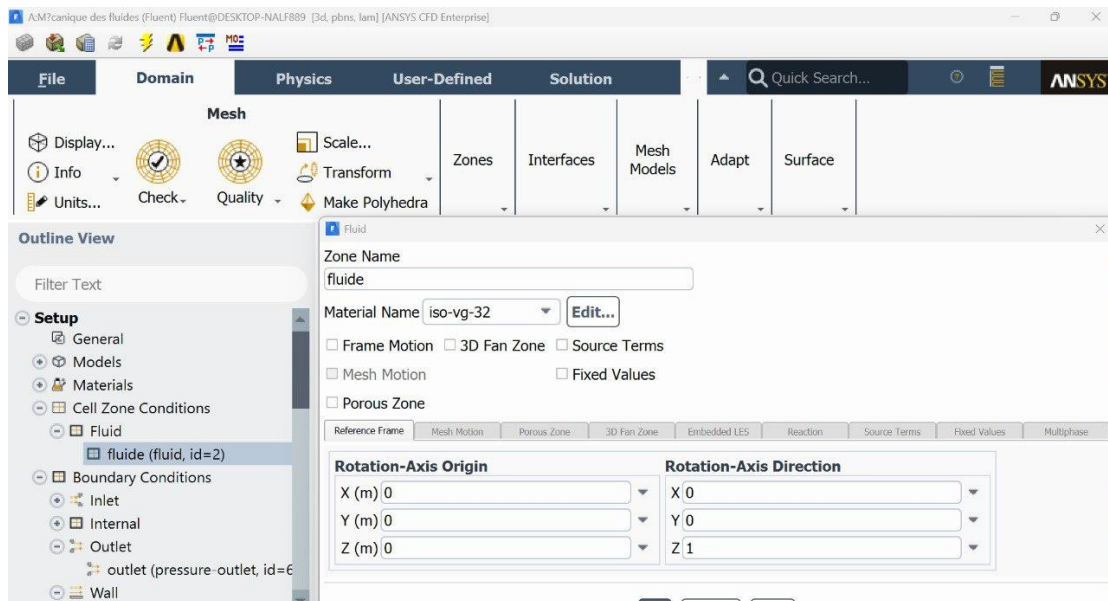 A:M?canique des fluides (Fluent) Fluent@DESKTOP-NALF889 [3d, pbns, lam] [ANSYS CFD Enterprise]
File Domain Physics User-Defined Solution Quick Search... ANSYS
Mesh
Display... Scale...
Info Transform
Units... Check Quality Make Polyhedra
Zones Interfaces Mesh Models Adapt Surface
Outline View
Filter Text
Setup
General
Models
Materials
Cell Zone Conditions
Fluid
fluide (fluid, id=2)
Boundary Conditions
Inlet
Internal
Outlet
outlet (pressure-outlet, id=6
Wall
Fluid
Zone Name
fluide
Material Name iso-vg-32 Edit...
Frame Motion 3D Fan Zone Source Terms
Mesh Motion Fixed Values
Porous Zone
Reference Frame Mesh Motion Porous Zone 3D Fan Zone Embedded LES Reaction Source Terms Fixed Values Multiphase
Rotation-Axis Origin Rotation-Axis Direction
X (m) 0 X 0
Y (m) 0 Y 0
Z (m) 0 Z 1